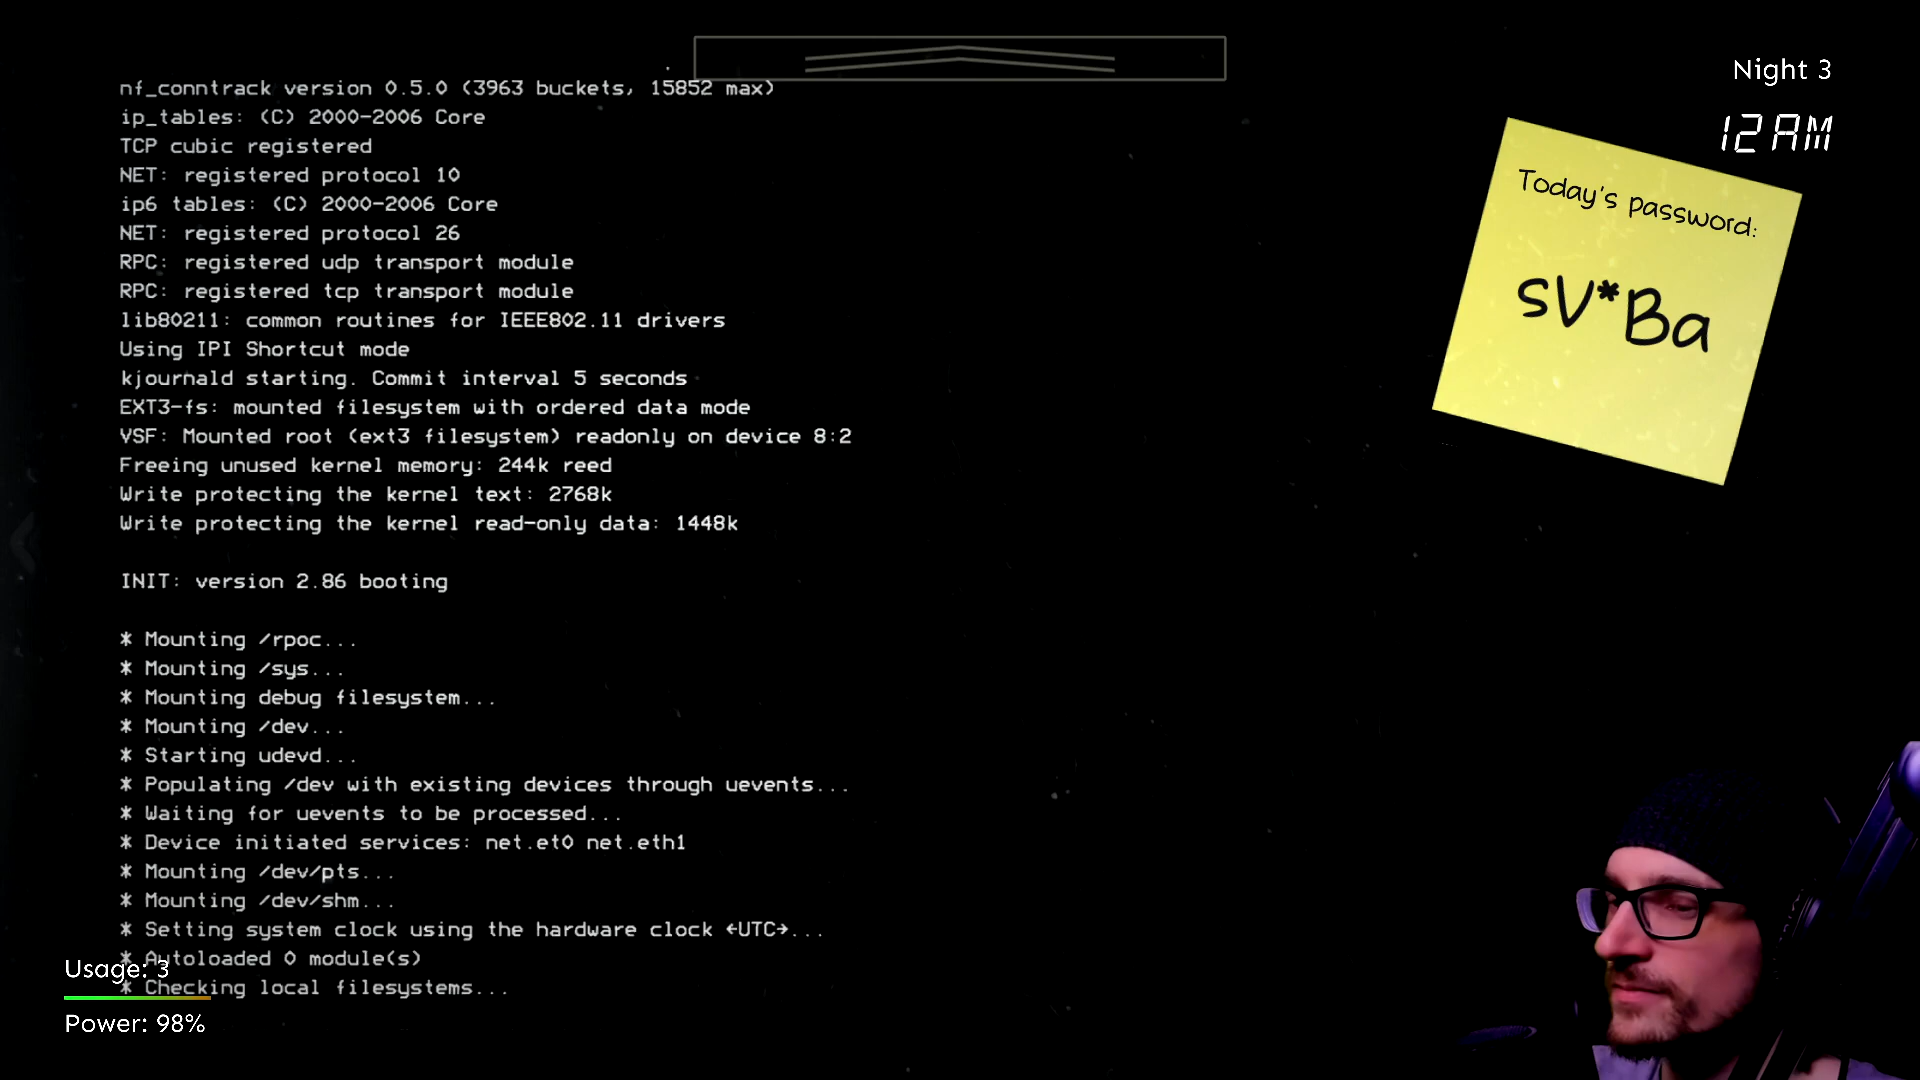 nf_conntrack version 0.5.0 (3963 buckets, 15852 max)
ip_tables: (C) 2000-2006 Core
TCP cubic registered
NET: registered protocol 10
ip6 tables: (C) 2000-2006 Core
NET: registered protocol 26
RPC: registered udp transport module
RPC: registered tcp transport module
lib80211: common routines for IEEE802.11 drivers
Using IPI Shortcut mode
kjournald starting. Commit interval 5 seconds
EXT3-fs: mounted filesystem with ordered data mode
VSF: Mounted root (ext3 filesystem) readonly on device 8:2
Freeing unused kernel memory: 244k reed
Write protecting the kernel text: 2768k
Write protecting the kernel read-only data: 1448k
INIT: version 2.86 booting
* Mounting /rpoc...
* Mounting /sys...
* Mounting debug filesystem...
* Mounting /dev...
* Starting udevd...
* Populating /dev with existing devices through uevents...
* Waiting for uevents to be processed...
* Device initiated services: net.et0 net.eth1
* Mounting /dev/pts...
* Mounting /dev/shm...
* Setting system clock using the hardware clock ←UTC→...
* Autoloaded 0 module(s)
* Checking local filesystems...
Usage: 3
Power: 98%
Night 3
12 AM
Today's password:
sV*Ba